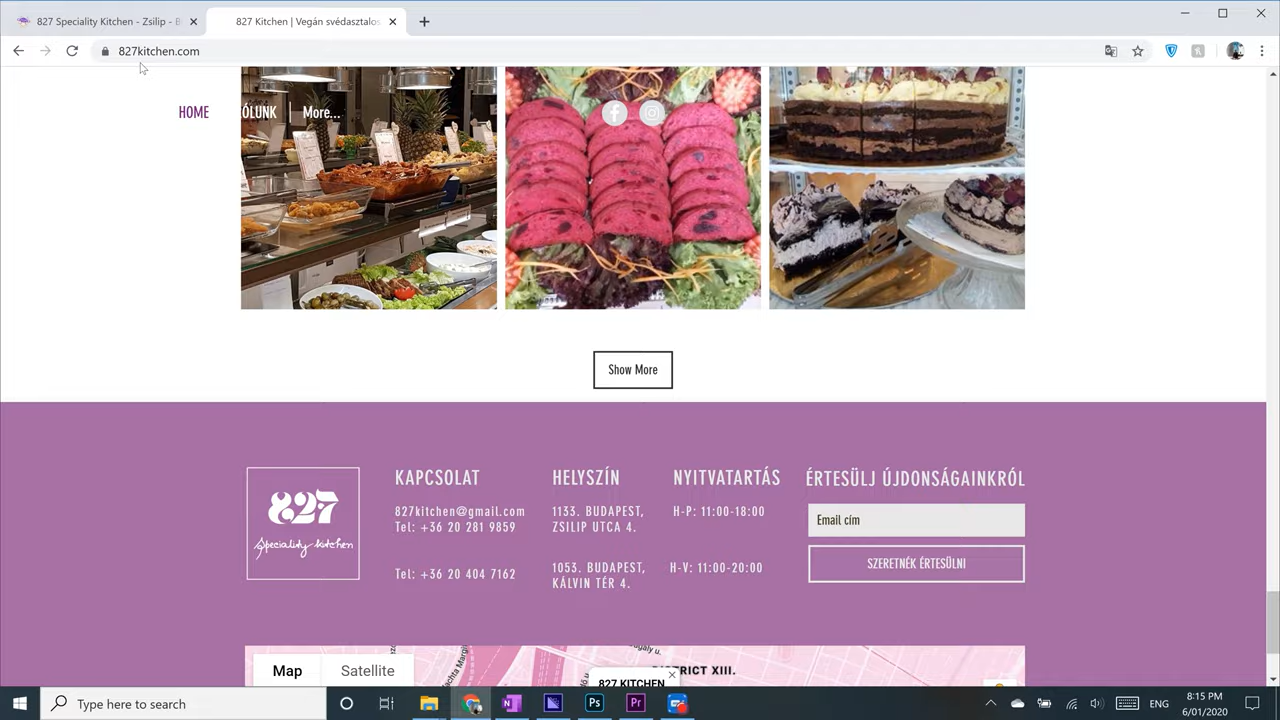 827 Speciality Kitchen - Zsilip - B
827 Kitchen | Vegán svédasztalos
827kitchen.com
HOME
ÓLUNK
More...
Show More
827
Speciality kitchen
KAPCSOLAT
827kitchen@gmail.com
Tel: +36 20 281 9859
Tel: +36 20 404 7162
HELYSZÍN
1133. BUDAPEST,
ZSILIP UTCA 4.
1053. BUDAPEST,
KÁLVIN TÉR 4.
NYITVATARTÁS
H-P: 11:00-18:00
H-V: 11:00-20:00
ÉRTESÜLJ ÚJDONSÁGAINKRÓL
Email cím
SZERETNÉK ÉRTESÜLNI
Map
Satellite
827 KITCHEN
DISTRICT XIII.
Type here to search
ENG
8:15 PM
6/01/2020